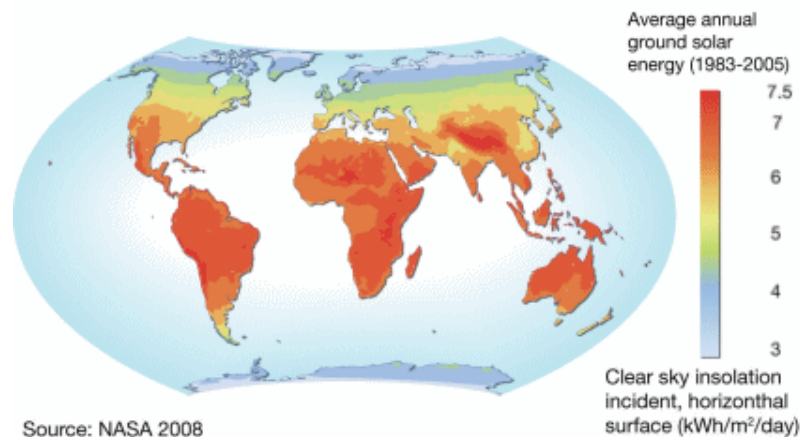 Average annual
ground solar
energy (1983-2005)
7.5
7
6
5
4
3
Clear sky insolation
incident, horizonthal
surface (kWh/m²/day)
Source: NASA 2008